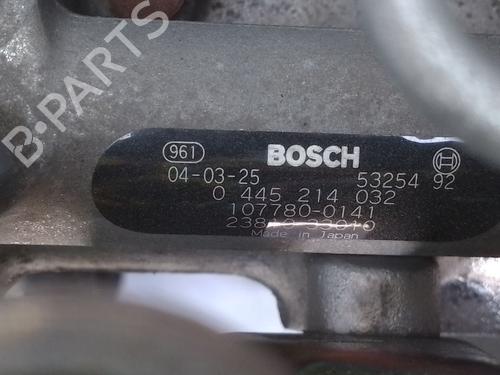 B-PARTS
961 BOSCH
04-03-25 53254 92
0 445 214 032
107780-0141
Made in Japan